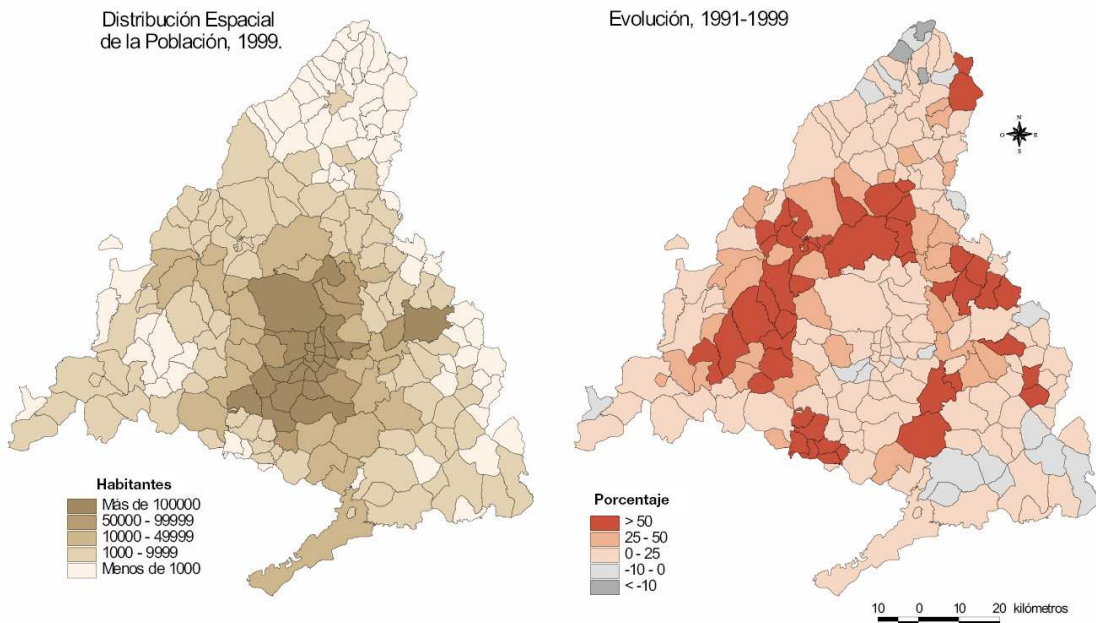 Distribución Espacial
de la Población, 1999.
Evolución, 1991-1999
N
O E
S
Habitantes
Más de 100000
50000 - 99999
10000 - 49999
1000 - 9999
Menos de 1000
Porcentaje
> 50
25 - 50
0 - 25
-10 - 0
< -10
10 0 10 20 kilómetros